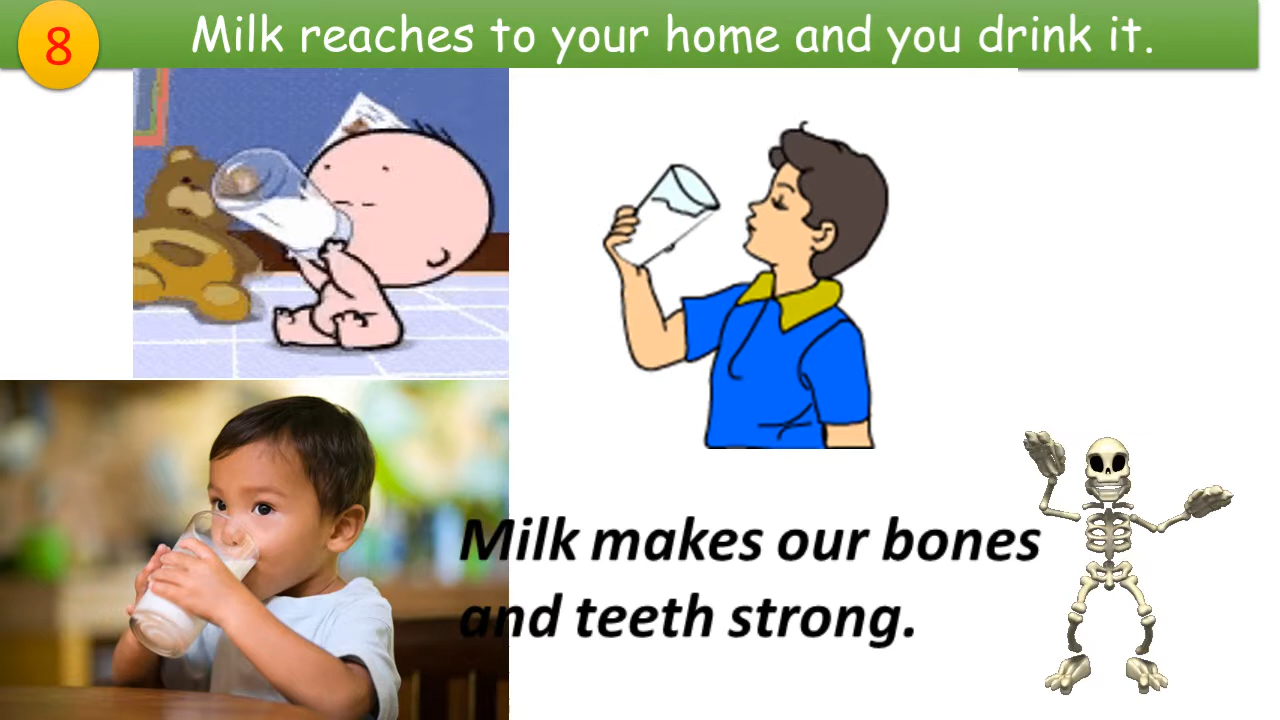 8
Milk reaches to your home and you drink it.
Milk makes our bones
and teeth strong.